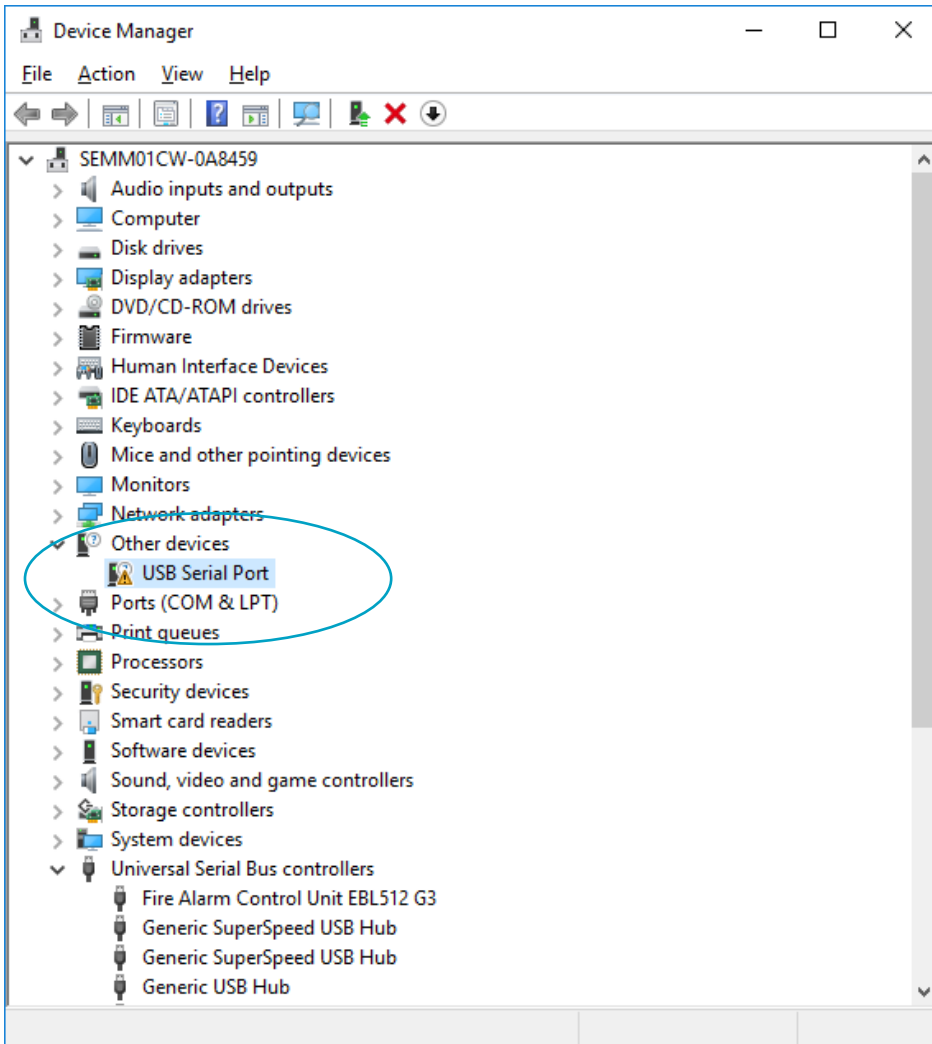 Device Manager
File Action View Help
SEMM01CW-0A8459
Audio inputs and outputs
Computer
Disk drives
Display adapters
DVD/CD-ROM drives
Firmware
Human Interface Devices
IDE ATA/ATAPI controllers
Keyboards
Mice and other pointing devices
Monitors
Network adapters
Other devices
USB Serial Port
Ports (COM & LPT)
Print queues
Processors
Security devices
Smart card readers
Software devices
Sound, video and game controllers
Storage controllers
System devices
Universal Serial Bus controllers
Fire Alarm Control Unit EBL512 G3
Generic SuperSpeed USB Hub
Generic SuperSpeed USB Hub
Generic USB Hub